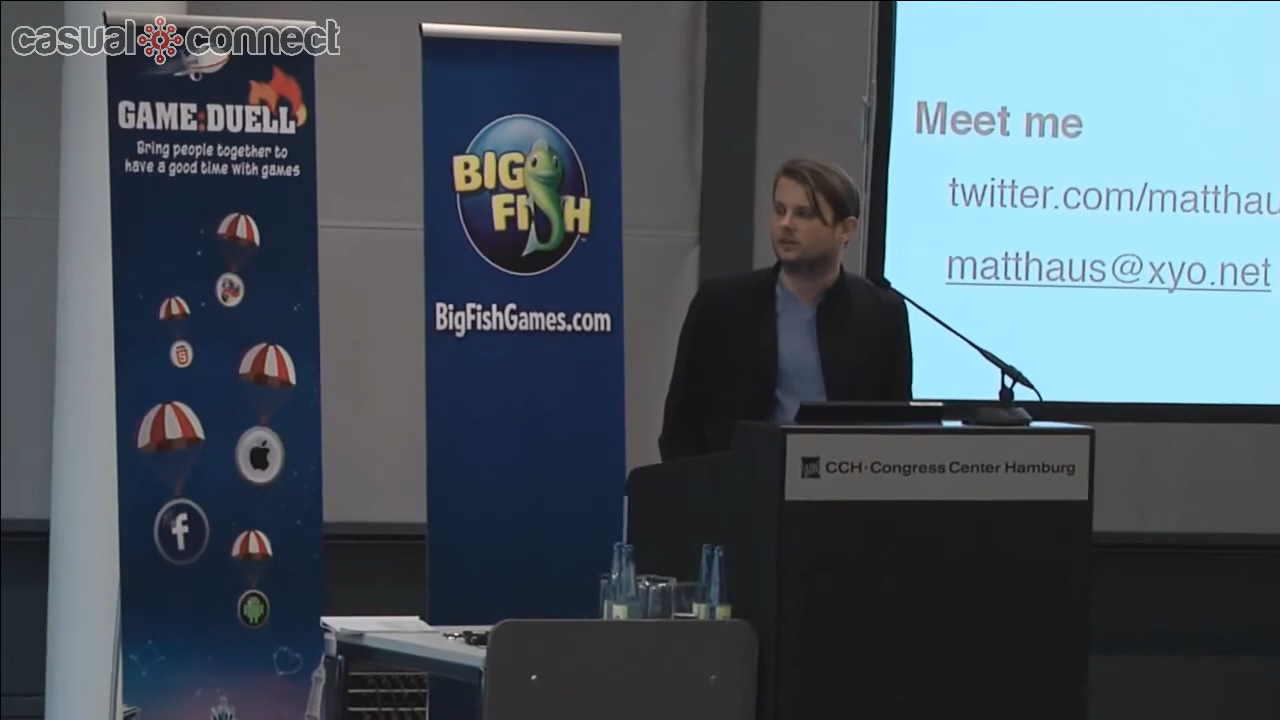 casual connect
GAME:DUELL
Bring people together to
have a good time with games
BIG
FISH
BigFishGames.com
Meet me
twitter.com/matthau
matthaus@xyo.net
CCH·Congress Center Hamburg